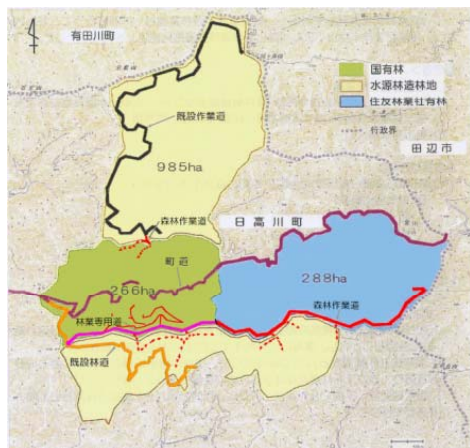 有田川町
国有林
水源林造林地
住友林業社有林
行政界
既設作業道
985ha
田辺市
森林作業道
日高川町
町道
266ha
288ha
林業専用道
森林作業道
既設林道